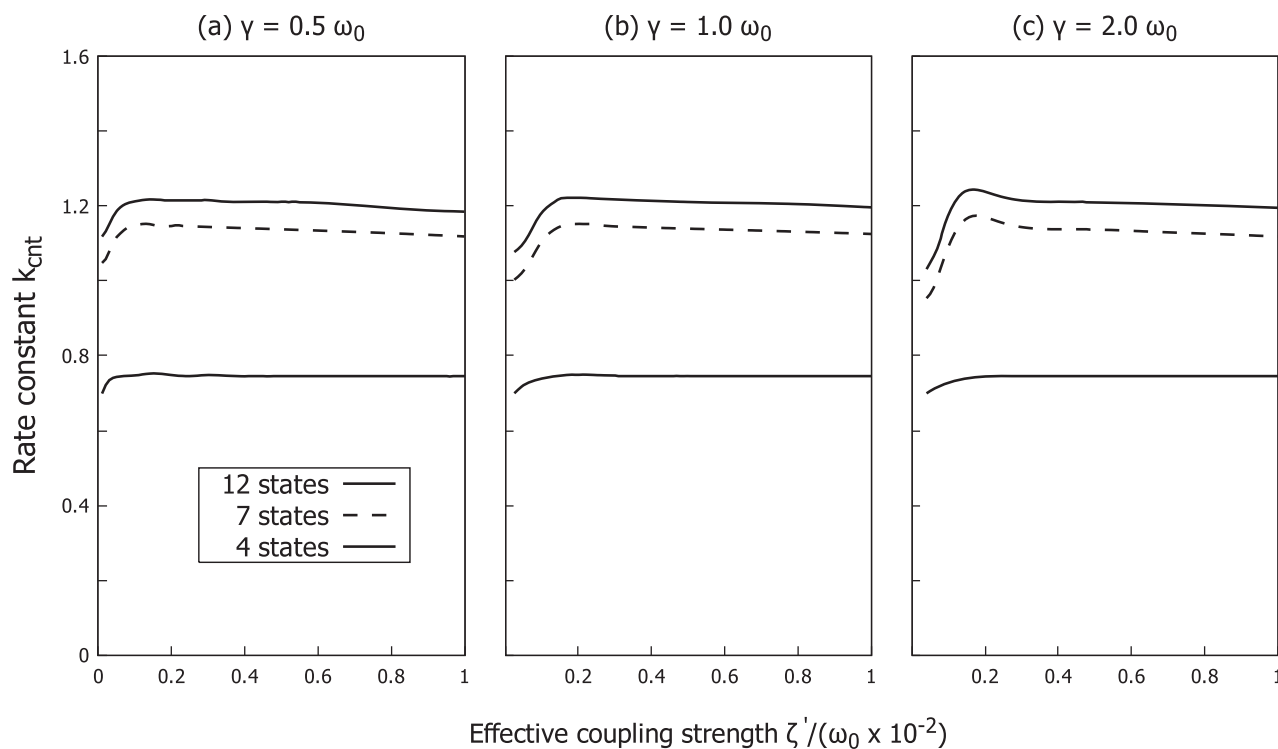 (a) γ = 0.5 ω₀
(b) γ = 1.0 ω₀
(c) γ = 2.0 ω₀
Rate constant k_cnt
1.6
1.2
0.8
0.4
0
12 states
7 states
4 states
0 0.2 0.4 0.6 0.8 1
0.2 0.4 0.6 0.8 1
0.2 0.4 0.6 0.8 1
Effective coupling strength ζ'/(ω₀ x 10⁻²)